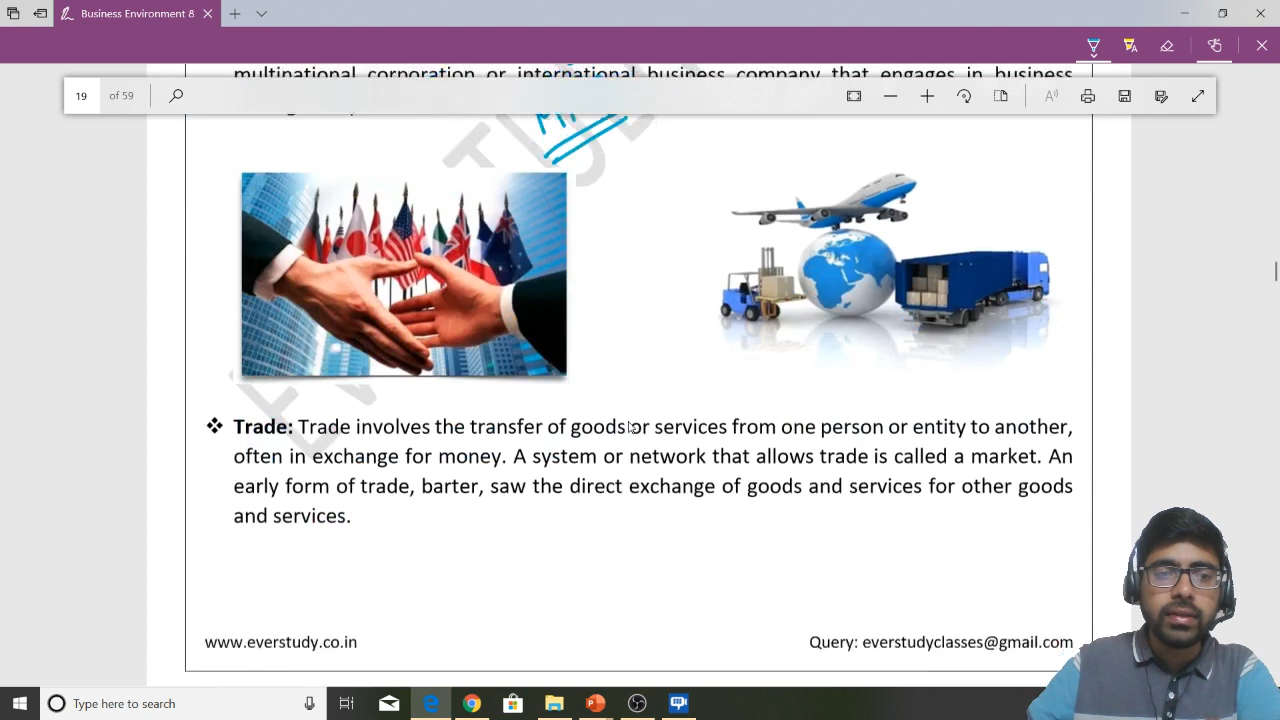 Business Environment 8
multinational corporation or international business company that engages in business
19 of 59
Trade: Trade involves the transfer of goods or services from one person or entity to another,
often in exchange for money. A system or network that allows trade is called a market. An
early form of trade, barter, saw the direct exchange of goods and services for other goods
and services.
www.everstudy.co.in
Query: everstudyclasses@gmail.com
Type here to search